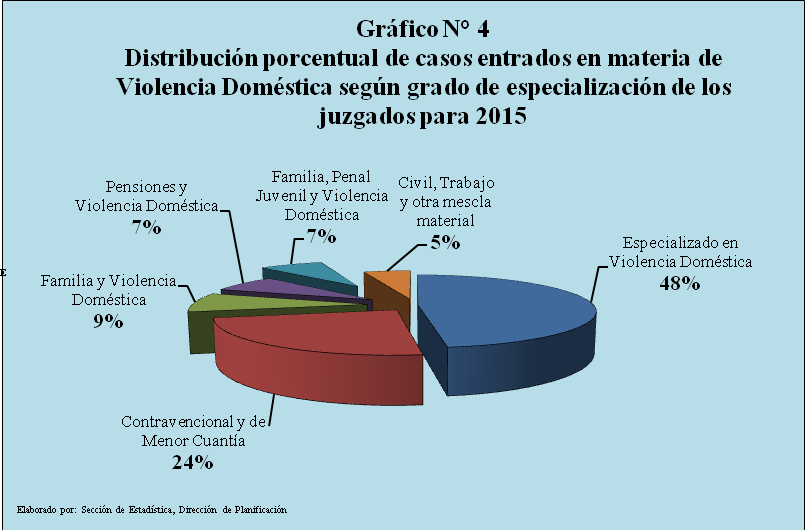 Gráfico N° 4
Distribución porcentual de casos entrados en materia de
Violencia Doméstica según grado de especialización de los
juzgados para 2015
Pensiones y
Violencia Doméstica
7%
Familia, Penal
Juvenil y Violencia
Doméstica
7%
Civil, Trabajo
y otra mescla
material
5%
Especializado en
Violencia Doméstica
48%
E
Familia y Violencia
Doméstica
9%
Contravencional y de
Menor Cuantía
24%
Elaborado por: Sección de Estadística, Dirección de Planificación